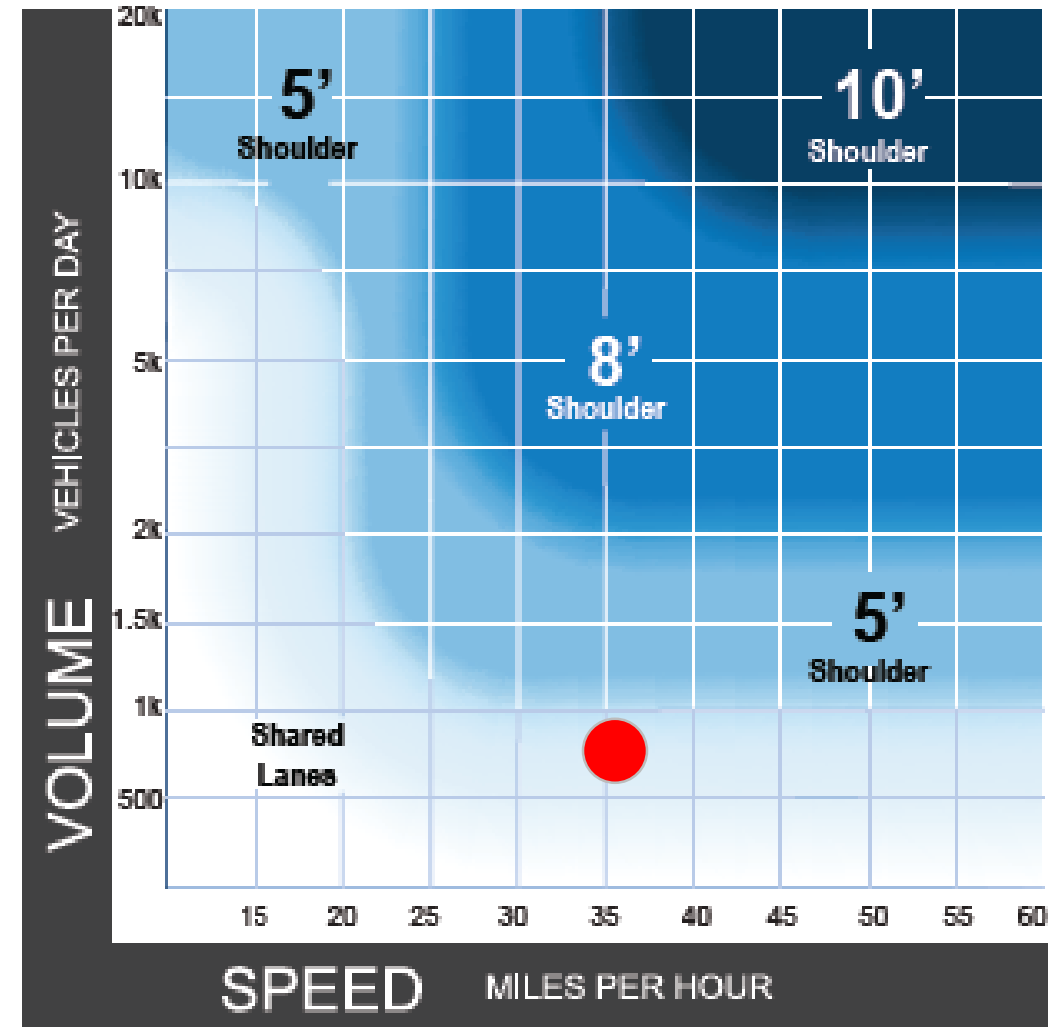 20k
5’
Shoulder
10’
Shoulder
10k
8’
Shoulder
5k
2k
1.5k
5’
Shoulder
1k
Shared
Lanes
500
15 20 25 30 35 40 45 50 55 60
VOLUME VEHICLES PER DAY
SPEED MILES PER HOUR